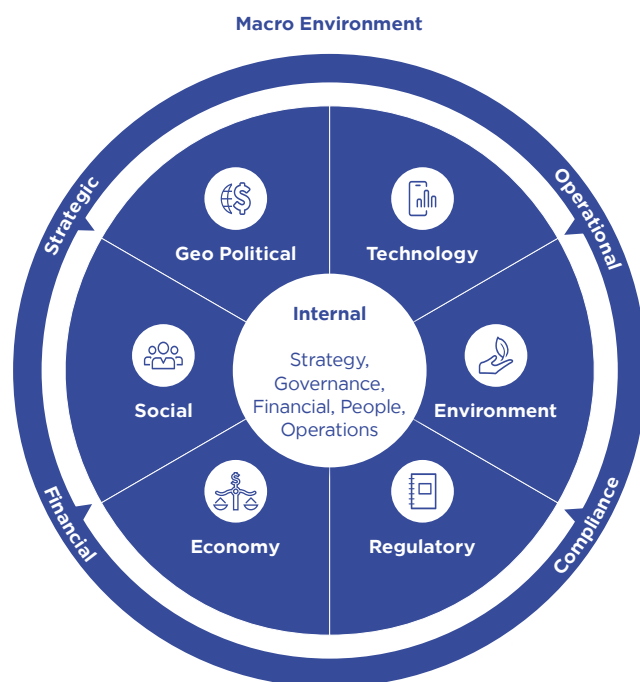 Macro Environment
Strategic
Operational
Geo Political
Technology
Internal
Strategy,
Governance,
Financial, People,
Operations
Social
Environment
Economy
Regulatory
Financial
Compliance